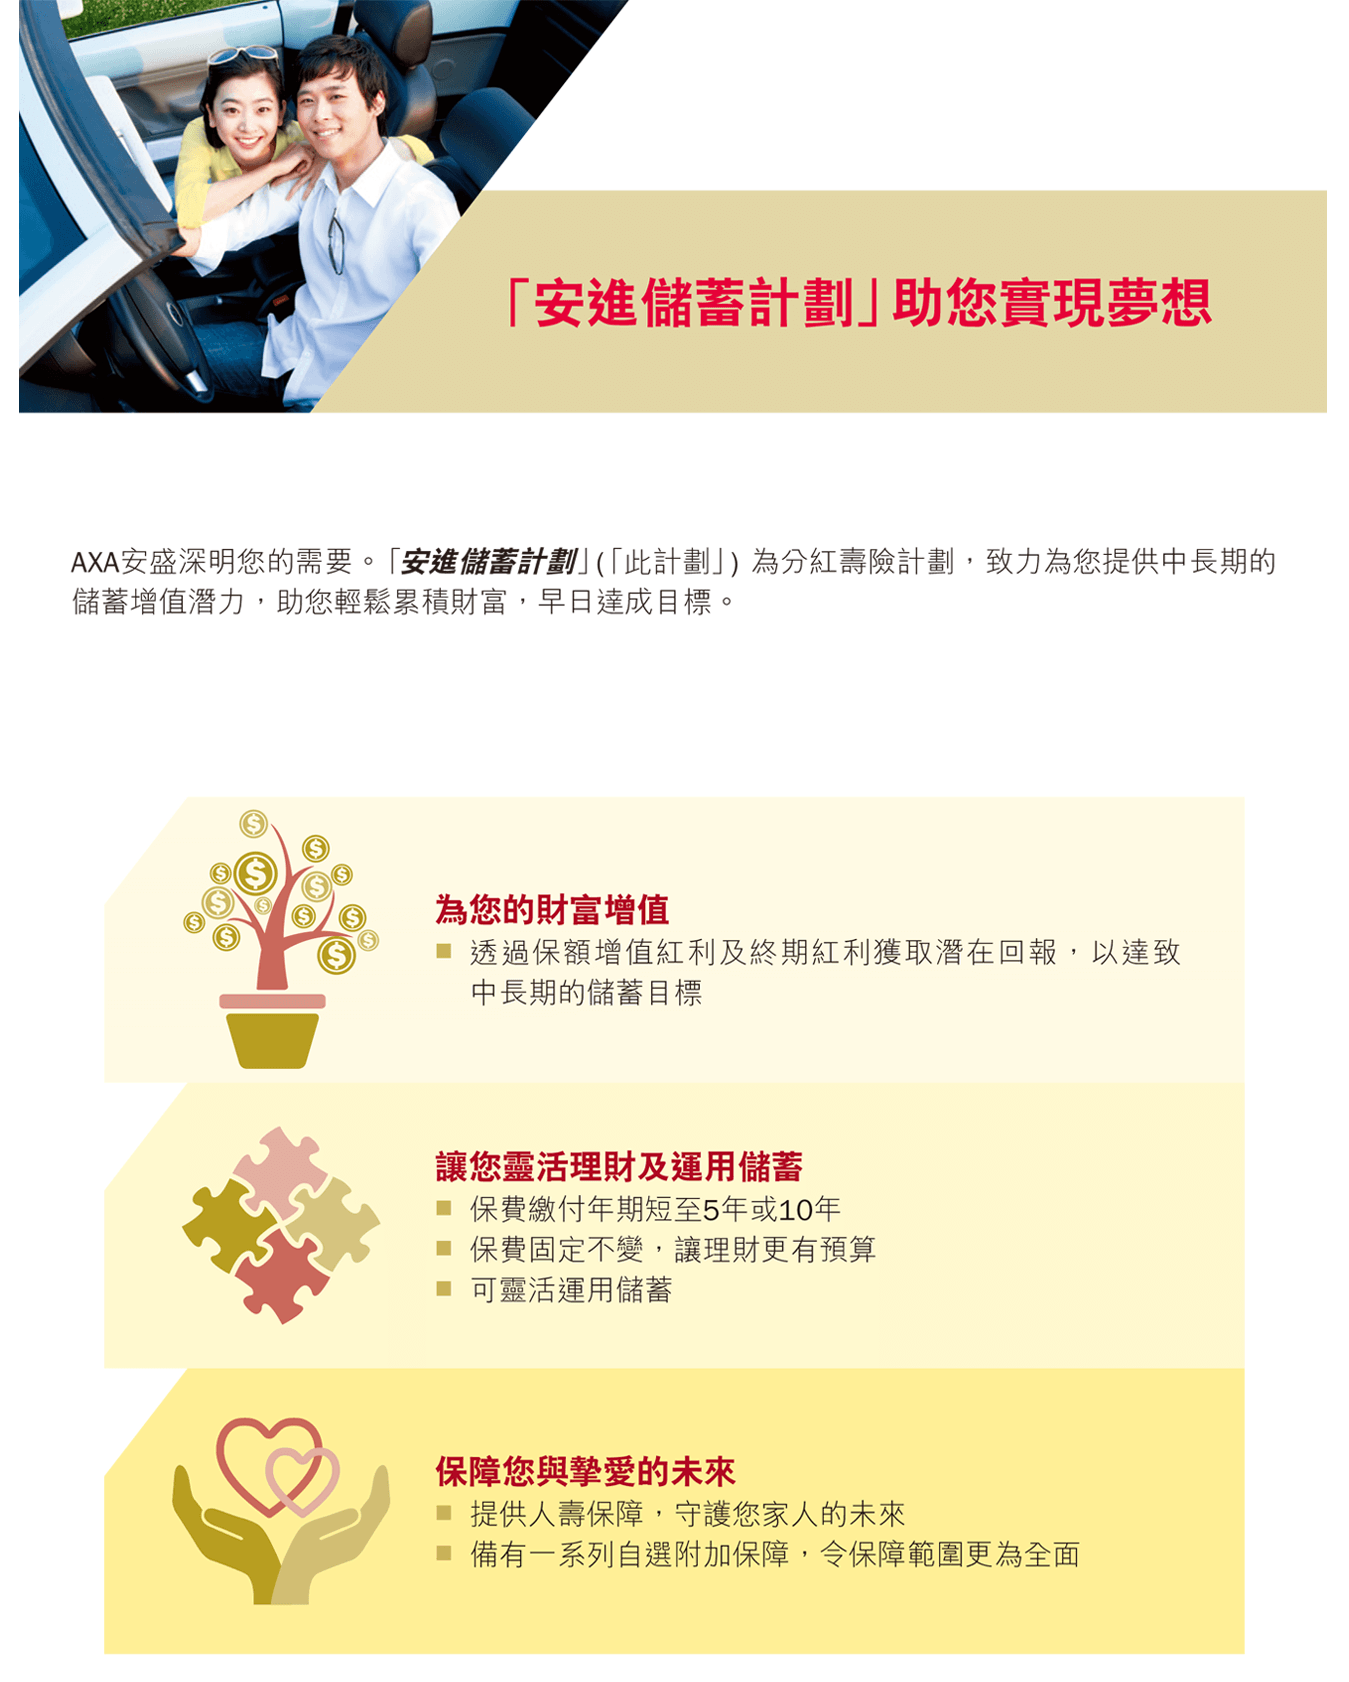 「安進儲蓄計劃」助您實現夢想
AXA安盛深明您的需要。「安進儲蓄計劃」(「此計劃」) 為分紅壽險計劃，致力為您提供中長期的
儲蓄增值潛力，助您輕鬆累積財富，早日達成目標。
為您的財富增值
■ 透過保額增值紅利及終期紅利獲取潛在回報，以達致
中長期的儲蓄目標
讓您靈活理財及運用儲蓄
■ 保費繳付年期短至5年或10年
■ 保費固定不變，讓理財更有預算
■ 可靈活運用儲蓄
保障您與摯愛的未來
■ 提供人壽保障，守護您家人的未來
■ 備有一系列自選附加保障，令保障範圍更為全面